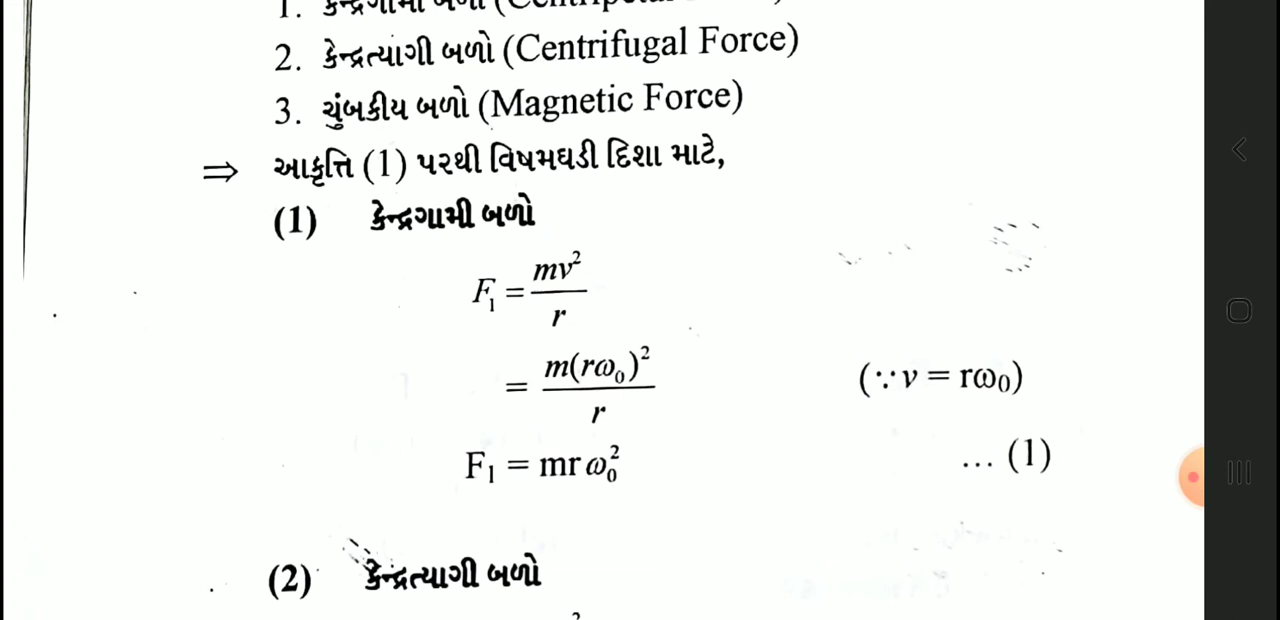 2. કેન્દ્રત્યાગી બળો (Centrifugal Force)
3. ચુંબકીય બળો (Magnetic Force)
⇒ આકૃત્તિ (1) પરથી વિષમઘડી દિશા માટે,
(1) કેન્દ્રગામી બળો
F₁ = mv²/r
= m(rω₀)²/r (∵ v = rω₀)
F₁ = mrω₀² ... (1)
(2) કેન્દ્રત્યાગી બળો